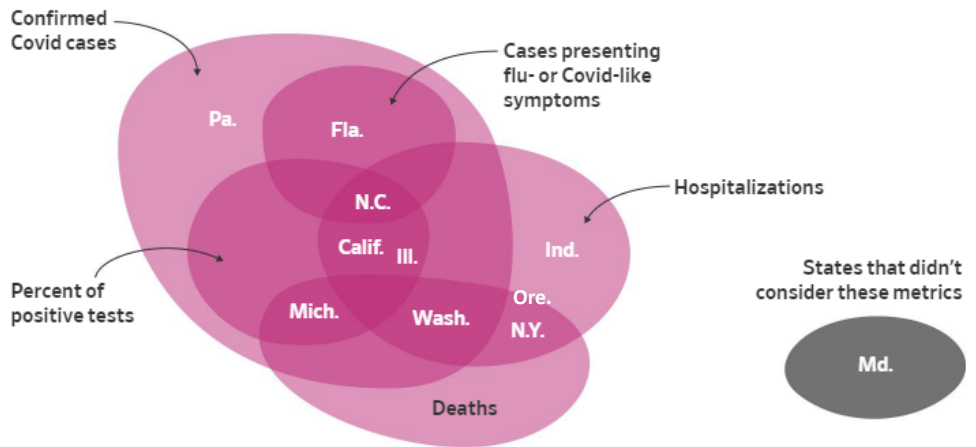 Confirmed
Covid cases
Cases presenting
flu- or Covid-like
symptoms
Pa.
Fla.
Hospitalizations
N.C.
Calif.
Ill.
Ind.
States that didn't
consider these metrics
Percent of
positive tests
Mich.
Wash.
Ore.
N.Y.
Md.
Deaths